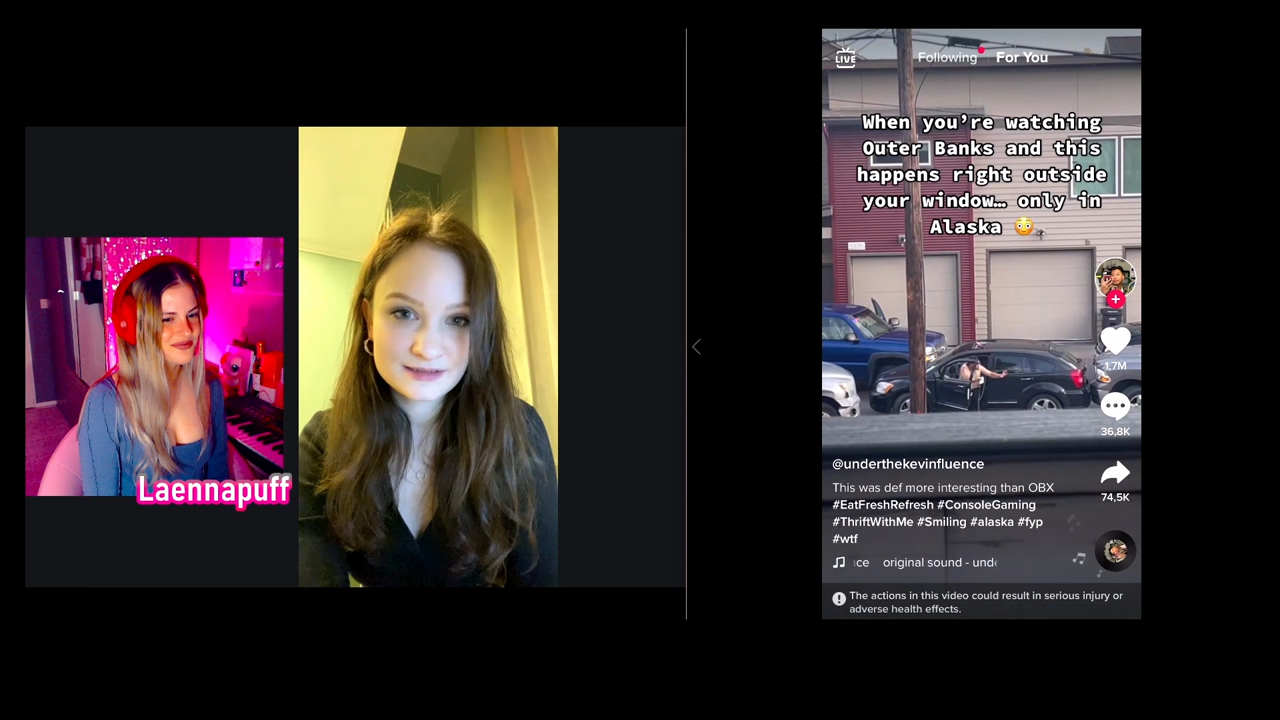 Laennapuff
LIVE
Following
For You
When you're watching
Outer Banks and this
happens right outside
your window… only in
Alaska 😳
1,7M
36,8K
74,5K
@underthekevinfluence
This was def more interesting than OBX
#EatFreshRefresh #ConsoleGaming
#ThriftWithMe #Smiling #alaska #fyp
#wtf
ce original sound - unde
The actions in this video could result in serious injury or
adverse health effects.